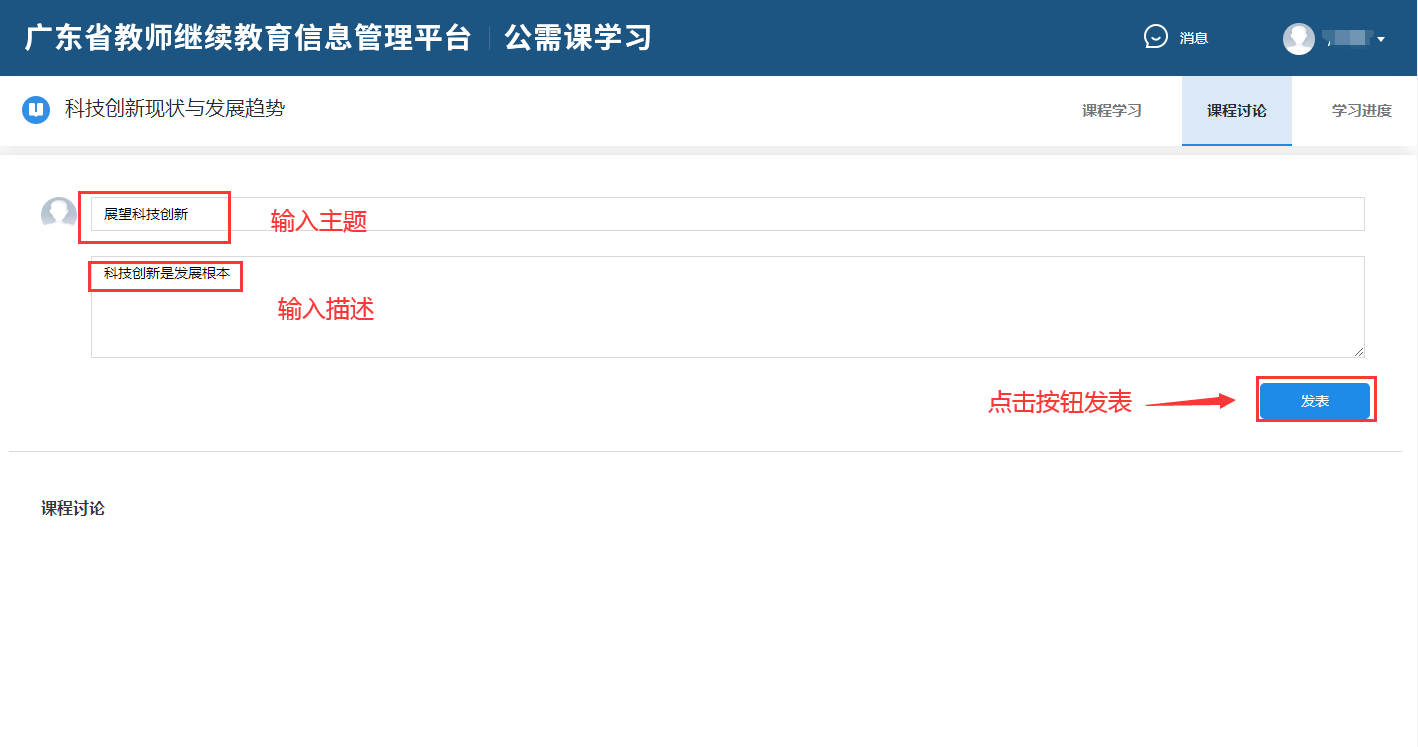 广东省教师继续教育信息管理平台 公需课学习
消息
科技创新现状与发展趋势
课程学习
课程讨论
学习进度
展望科技创新
输入主题
科技创新是发展根本
输入描述
点击按钮发表
发表
课程讨论